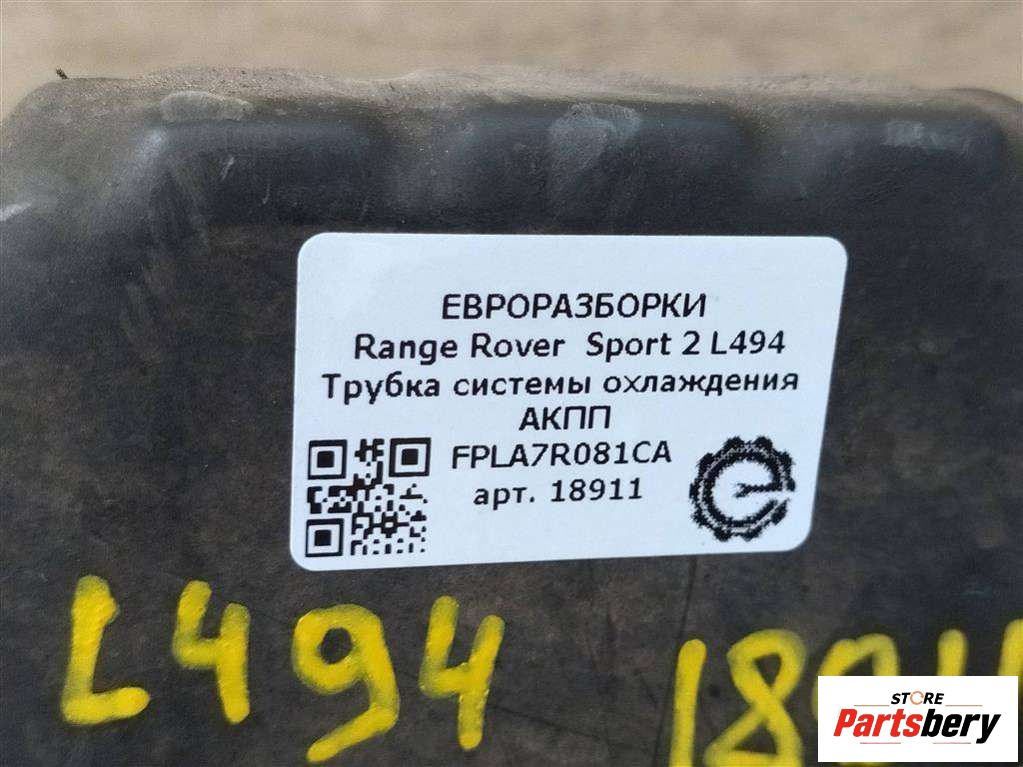 ЕВРОРАЗБОРКИ
Range Rover Sport 2 L494
Трубка системы охлаждения
АКПП
FPLA7R081CA
арт. 18911
L494
STORE
Partsbery